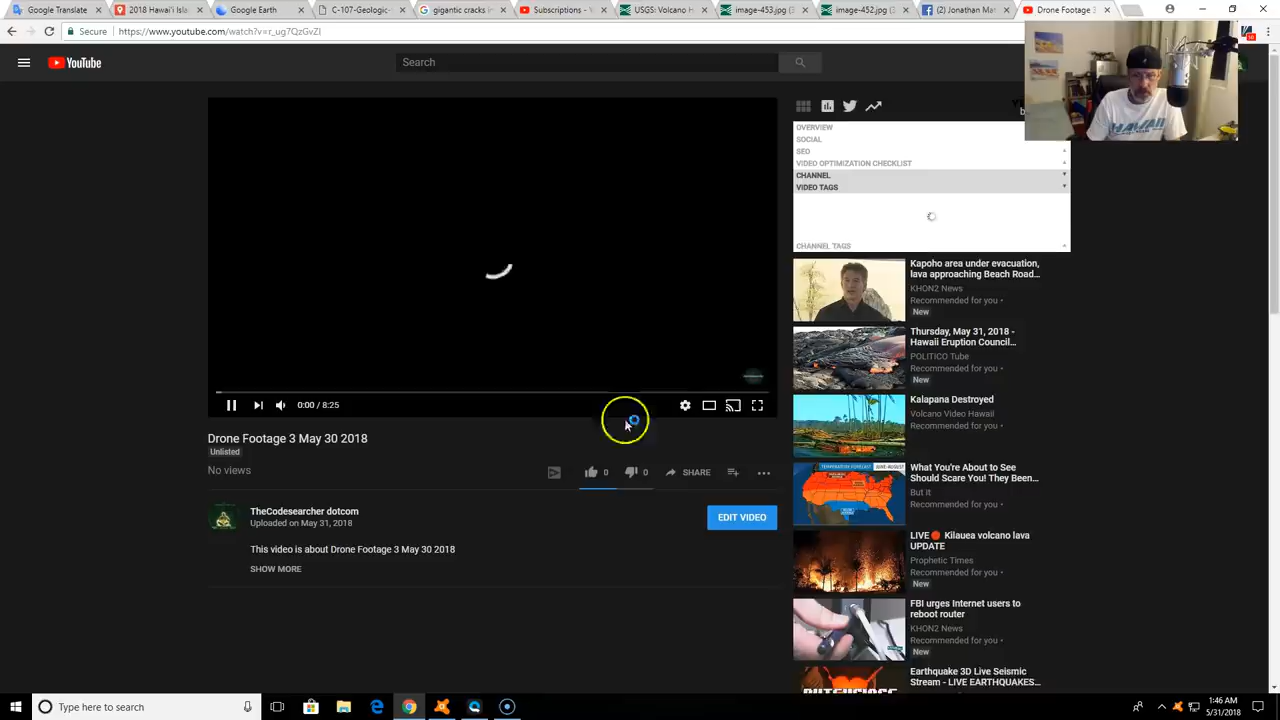 Google Translate
2018 Hawai'i Island
Google Earth
C-107-Geologic
gigantic cracks
Subscriptions -
USGS: Volcano H
image-453.jpg (3
image-452.jpg (3
Jonathan Mat
Drone Footage
Secure
https://www.youtube.com/watch?v=r_ug7QzGvZI
YouTube
Search
OVERVIEW
SOCIAL
SEO
VIDEO OPTIMIZATION CHECKLIST
CHANNEL
VIDEO TAGS
CHANNEL TAGS
HAWAII
0:00 / 8:25
Drone Footage 3 May 30 2018
Unlisted
No views
0
0
SHARE
TheCodesearcher dotcom
Uploaded on May 31, 2018
EDIT VIDEO
This video is about Drone Footage 3 May 30 2018
SHOW MORE
Kapoho area under evacuation,
lava approaching Beach Road...
KHON2 News
Recommended for you •
New
Thursday, May 31, 2018 -
Hawaii Eruption Council...
POLITICO Tube
Recommended for you •
New
Kalapana Destroyed
Volcano Video Hawaii
Recommended for you •
What You're About to See
Should Scare You! They Been...
But it
Recommended for you •
LIVE🔴 Kilauea volcano lava
UPDATE
Prophetic Times
Recommended for you •
New
FBI urges Internet users to
reboot router
KHON2 News
Recommended for you •
New
Earthquake 3D Live Seismic
Stream - LIVE EARTHQUAKES...
Type here to search
1:46 AM
5/31/2018